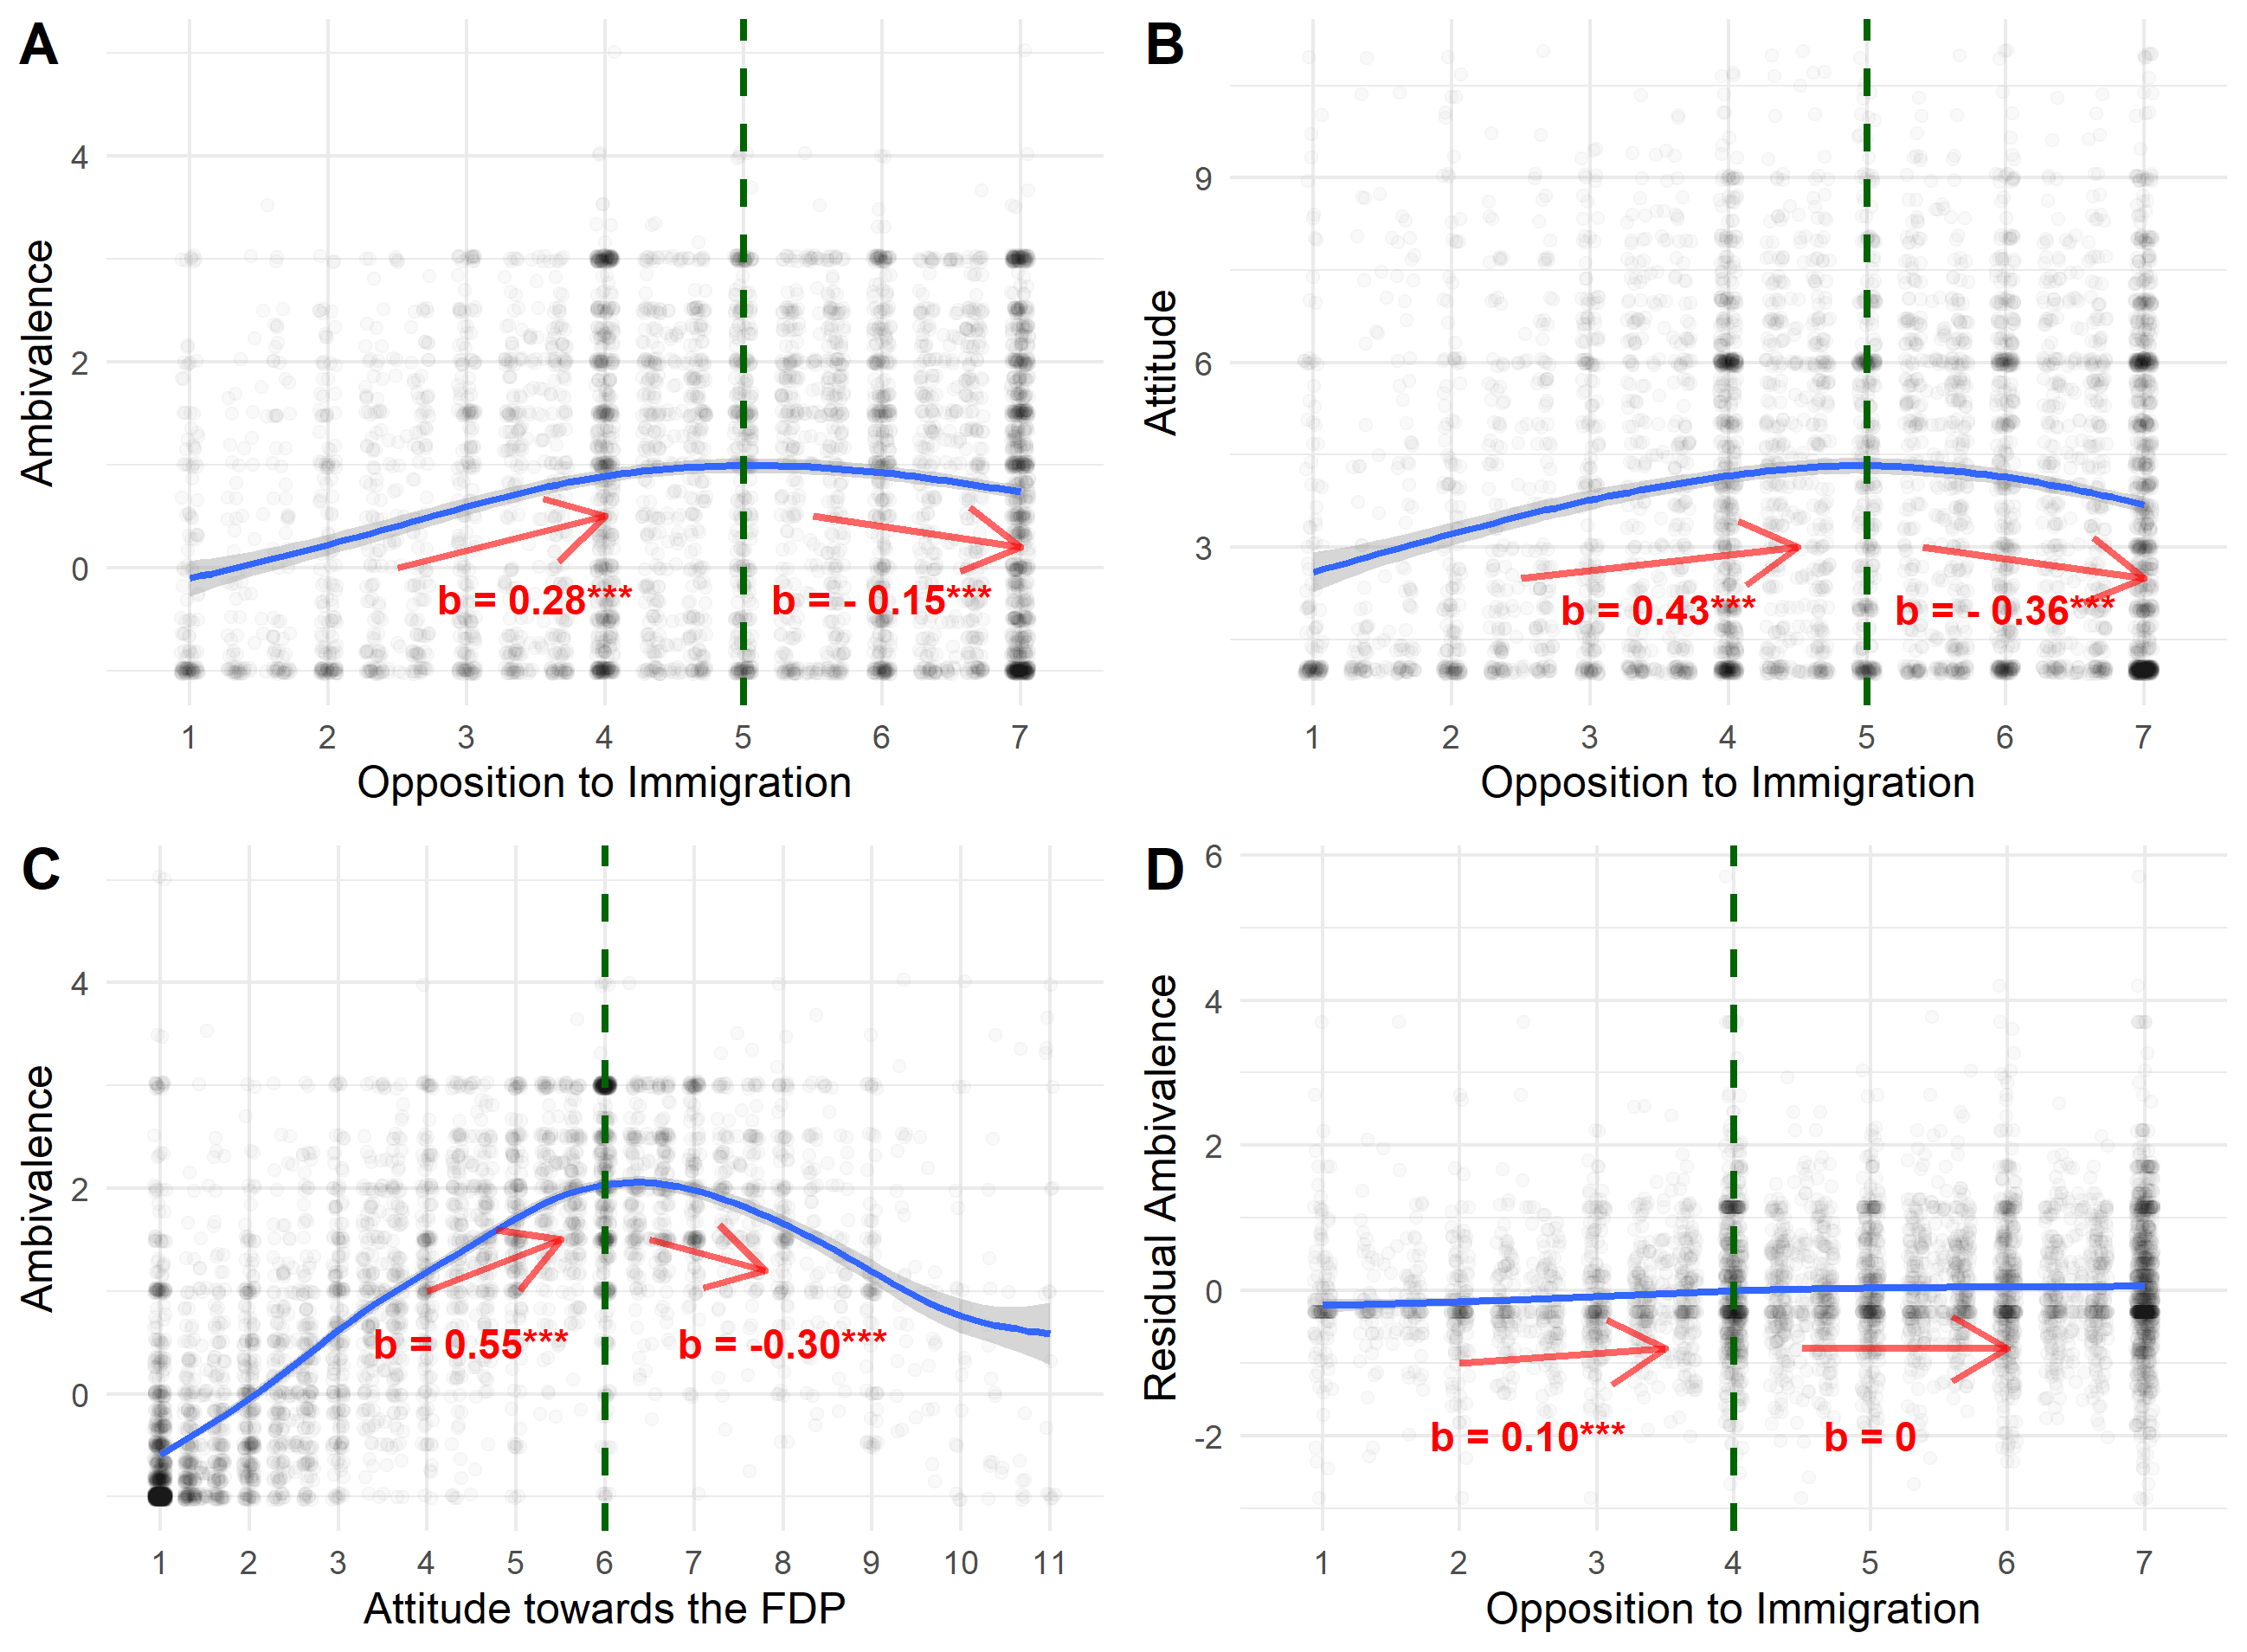 A
Ambivalence
4
2
0
b = 0.28***
b = - 0.15***
1 2 3 4 5 6 7
Opposition to Immigration
B
Attitude
9
6
3
b = 0.43***
b = - 0.36***
1 2 3 4 5 6 7
Opposition to Immigration
C
Ambivalence
4
2
0
b = 0.55***
b = -0.30***
1 2 3 4 5 6 7 8 9 10 11
Attitude towards the FDP
D
Residual Ambivalence
6
4
2
0
-2
b = 0.10***
b = 0
1 2 3 4 5 6 7
Opposition to Immigration